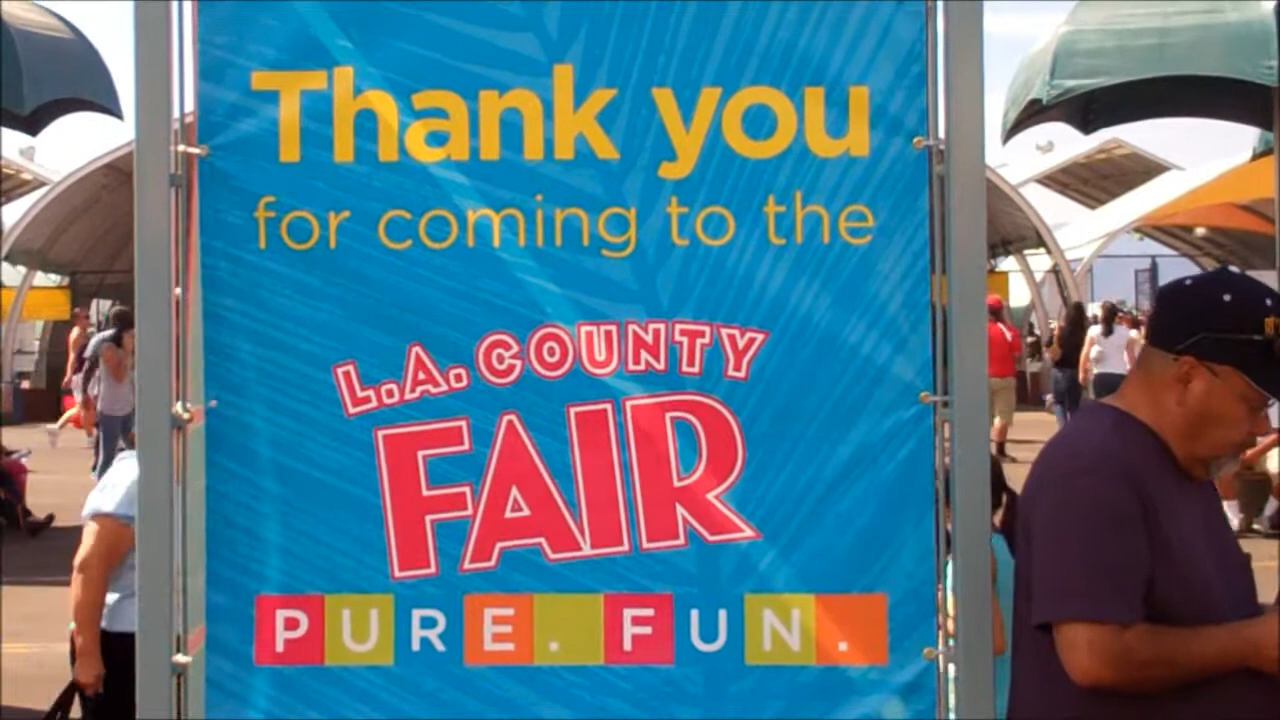 Thank you
for coming to the
L.A. COUNTY
FAIR
PURE. FUN.